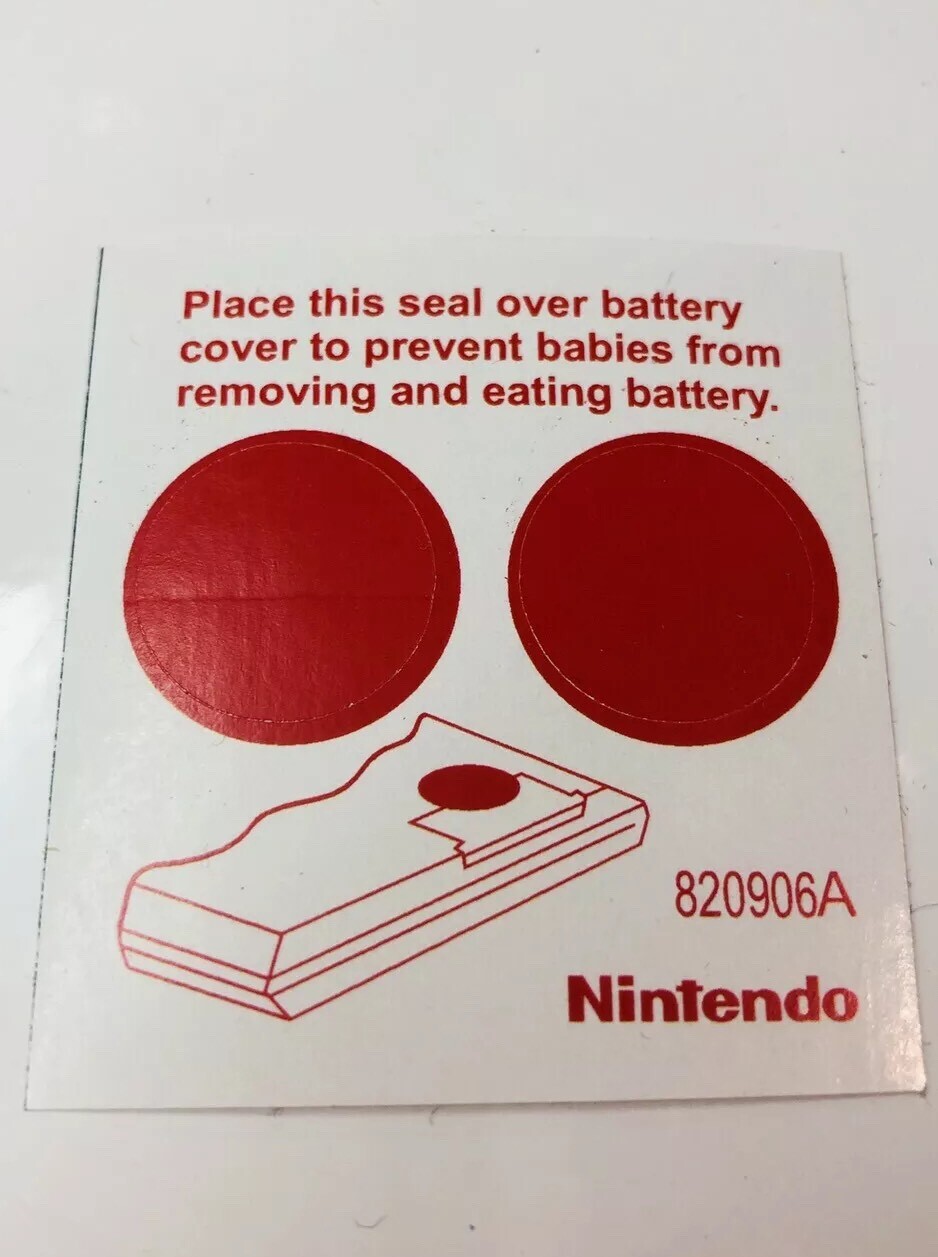 Place this seal over battery
cover to prevent babies from
removing and eating battery.
820906A
Nintendo